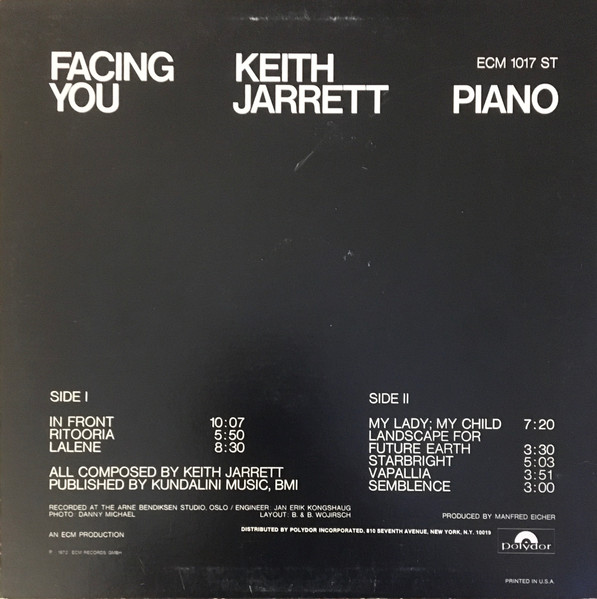 FACING YOU
KEITH JARRETT
ECM 1017 ST
PIANO
SIDE I
IN FRONT 10:07
RITOORIA 5:50
LALENE 8:30
ALL COMPOSED BY KEITH JARRETT
PUBLISHED BY KUNDALINI MUSIC, BMI
SIDE II
MY LADY; MY CHILD 7:20
LANDSCAPE FOR
FUTURE EARTH 3:30
STARBRIGHT 5:03
VAPALLIA 3:51
SEMBLENCE 3:00
RECORDED AT THE ARNE BENDIKSEN STUDIO, OSLO / ENGINEER: JAN ERIK KONGSHAUG
PHOTO: DANNY MICHAEL LAYOUT: B. & B. WOJIRSCH
PRODUCED BY MANFRED EICHER
AN ECM PRODUCTION
DISTRIBUTED BY POLYDOR INCORPORATED, 810 SEVENTH AVENUE, NEW YORK, N.Y. 10019
polydor
℗ 1972 ECM RECORDS GMBH
PRINTED IN U.S.A.